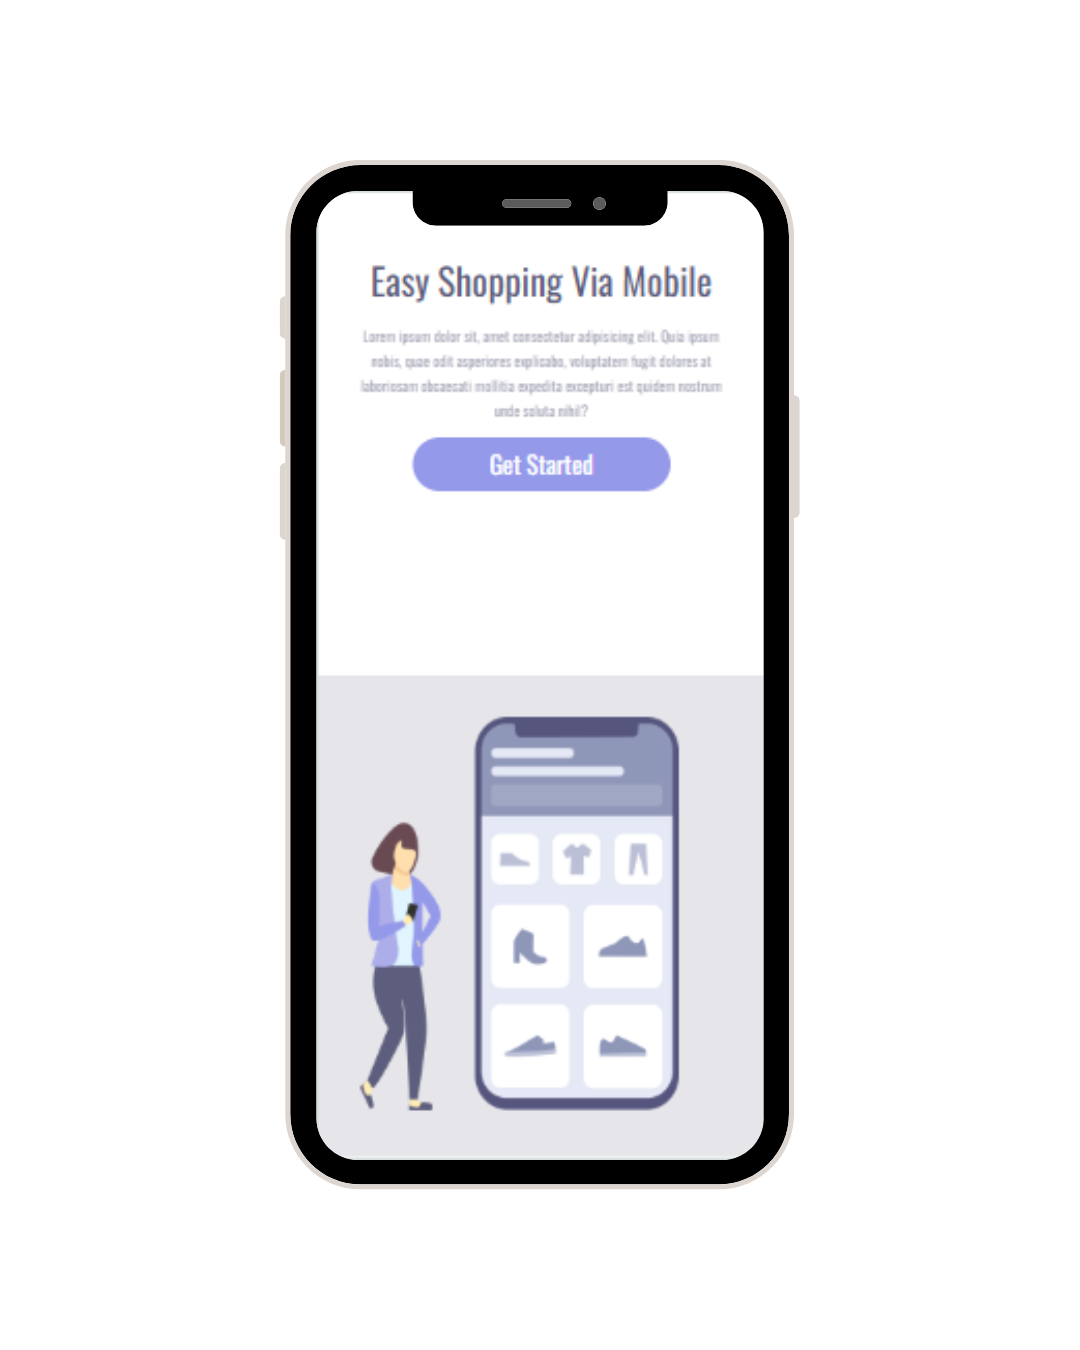 Easy Shopping Via Mobile
Lorem ipsum dolor sit, amet consectetur adipisicing elit. Quia ipsum
nobis, quae odit asperiores explicabo, voluptatem fugit dolores at
laboriosam obcaecati mollitia expedita excepturi est quidem nostrum
unde soluta nihil?
Get Started